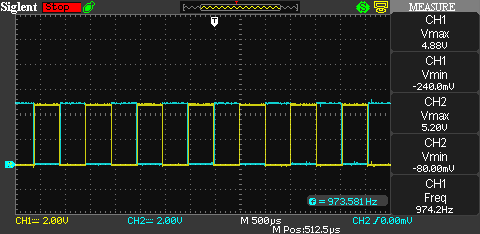 Siglent Stop MEASURE
T
CH1
Vmax
4.88V
CH1
Vmin
-240.0mV
CH2
Vmax
5.20V
CH2
Vmin
-80.00mV
CH1
Freq
974.2Hz
f = 973.581Hz
CH1 2.00V CH2 2.00V M 500µs CH2 /0.00mV
M Pos:512.5µs